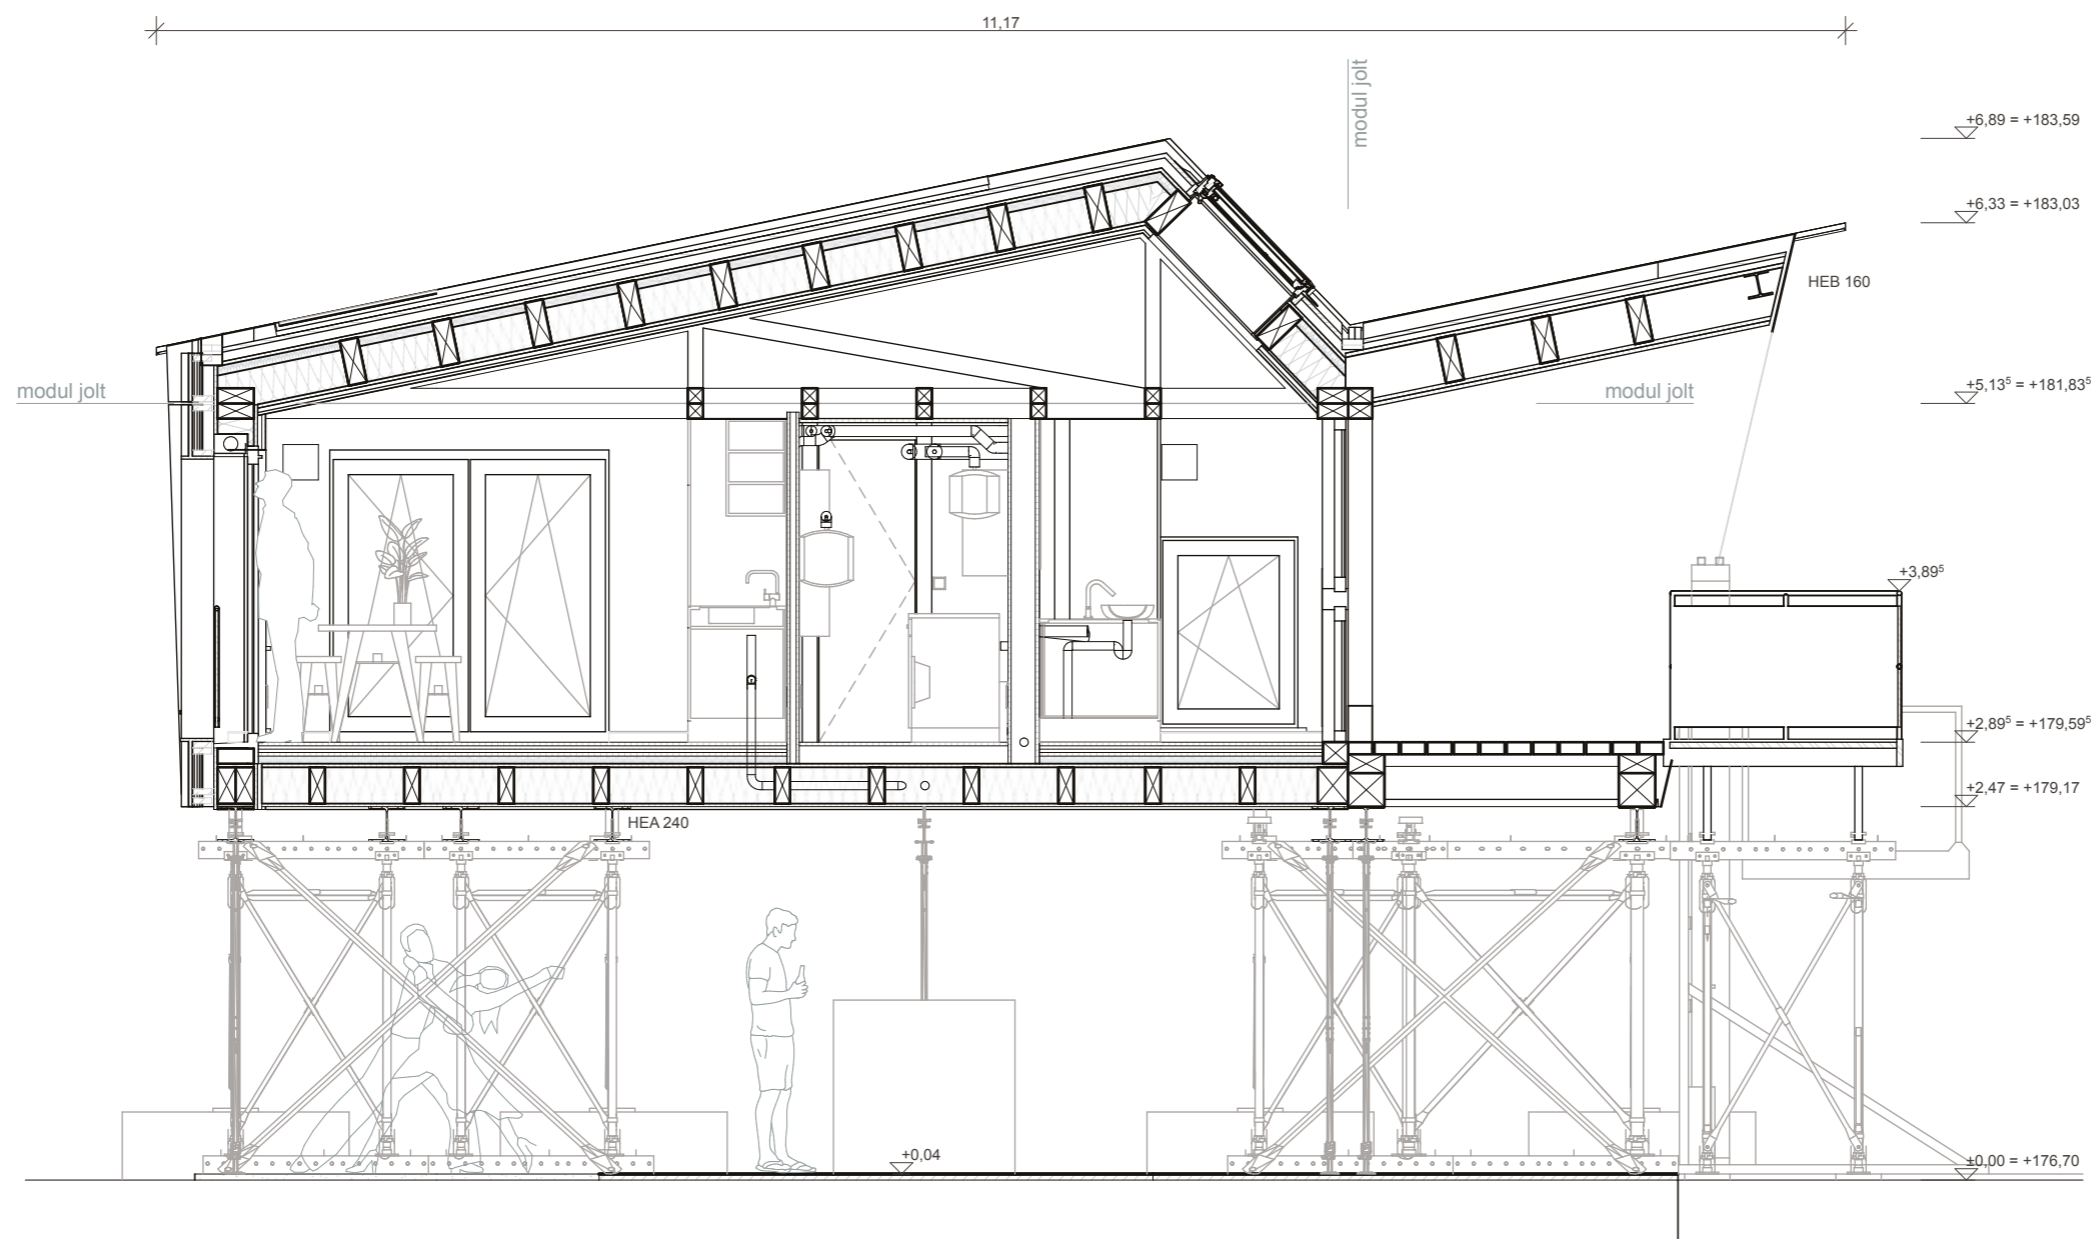 11,17
modul jolt
+6,89 = +183,59
+6,33 = +183,03
HEB 160
modul jolt
modul jolt
+5,13⁵ = +181,83⁵
+3,89⁵
+2,89⁵ = +179,59⁵
+2,47 = +179,17
HEA 240
+0,04
±0,00 = +176,70